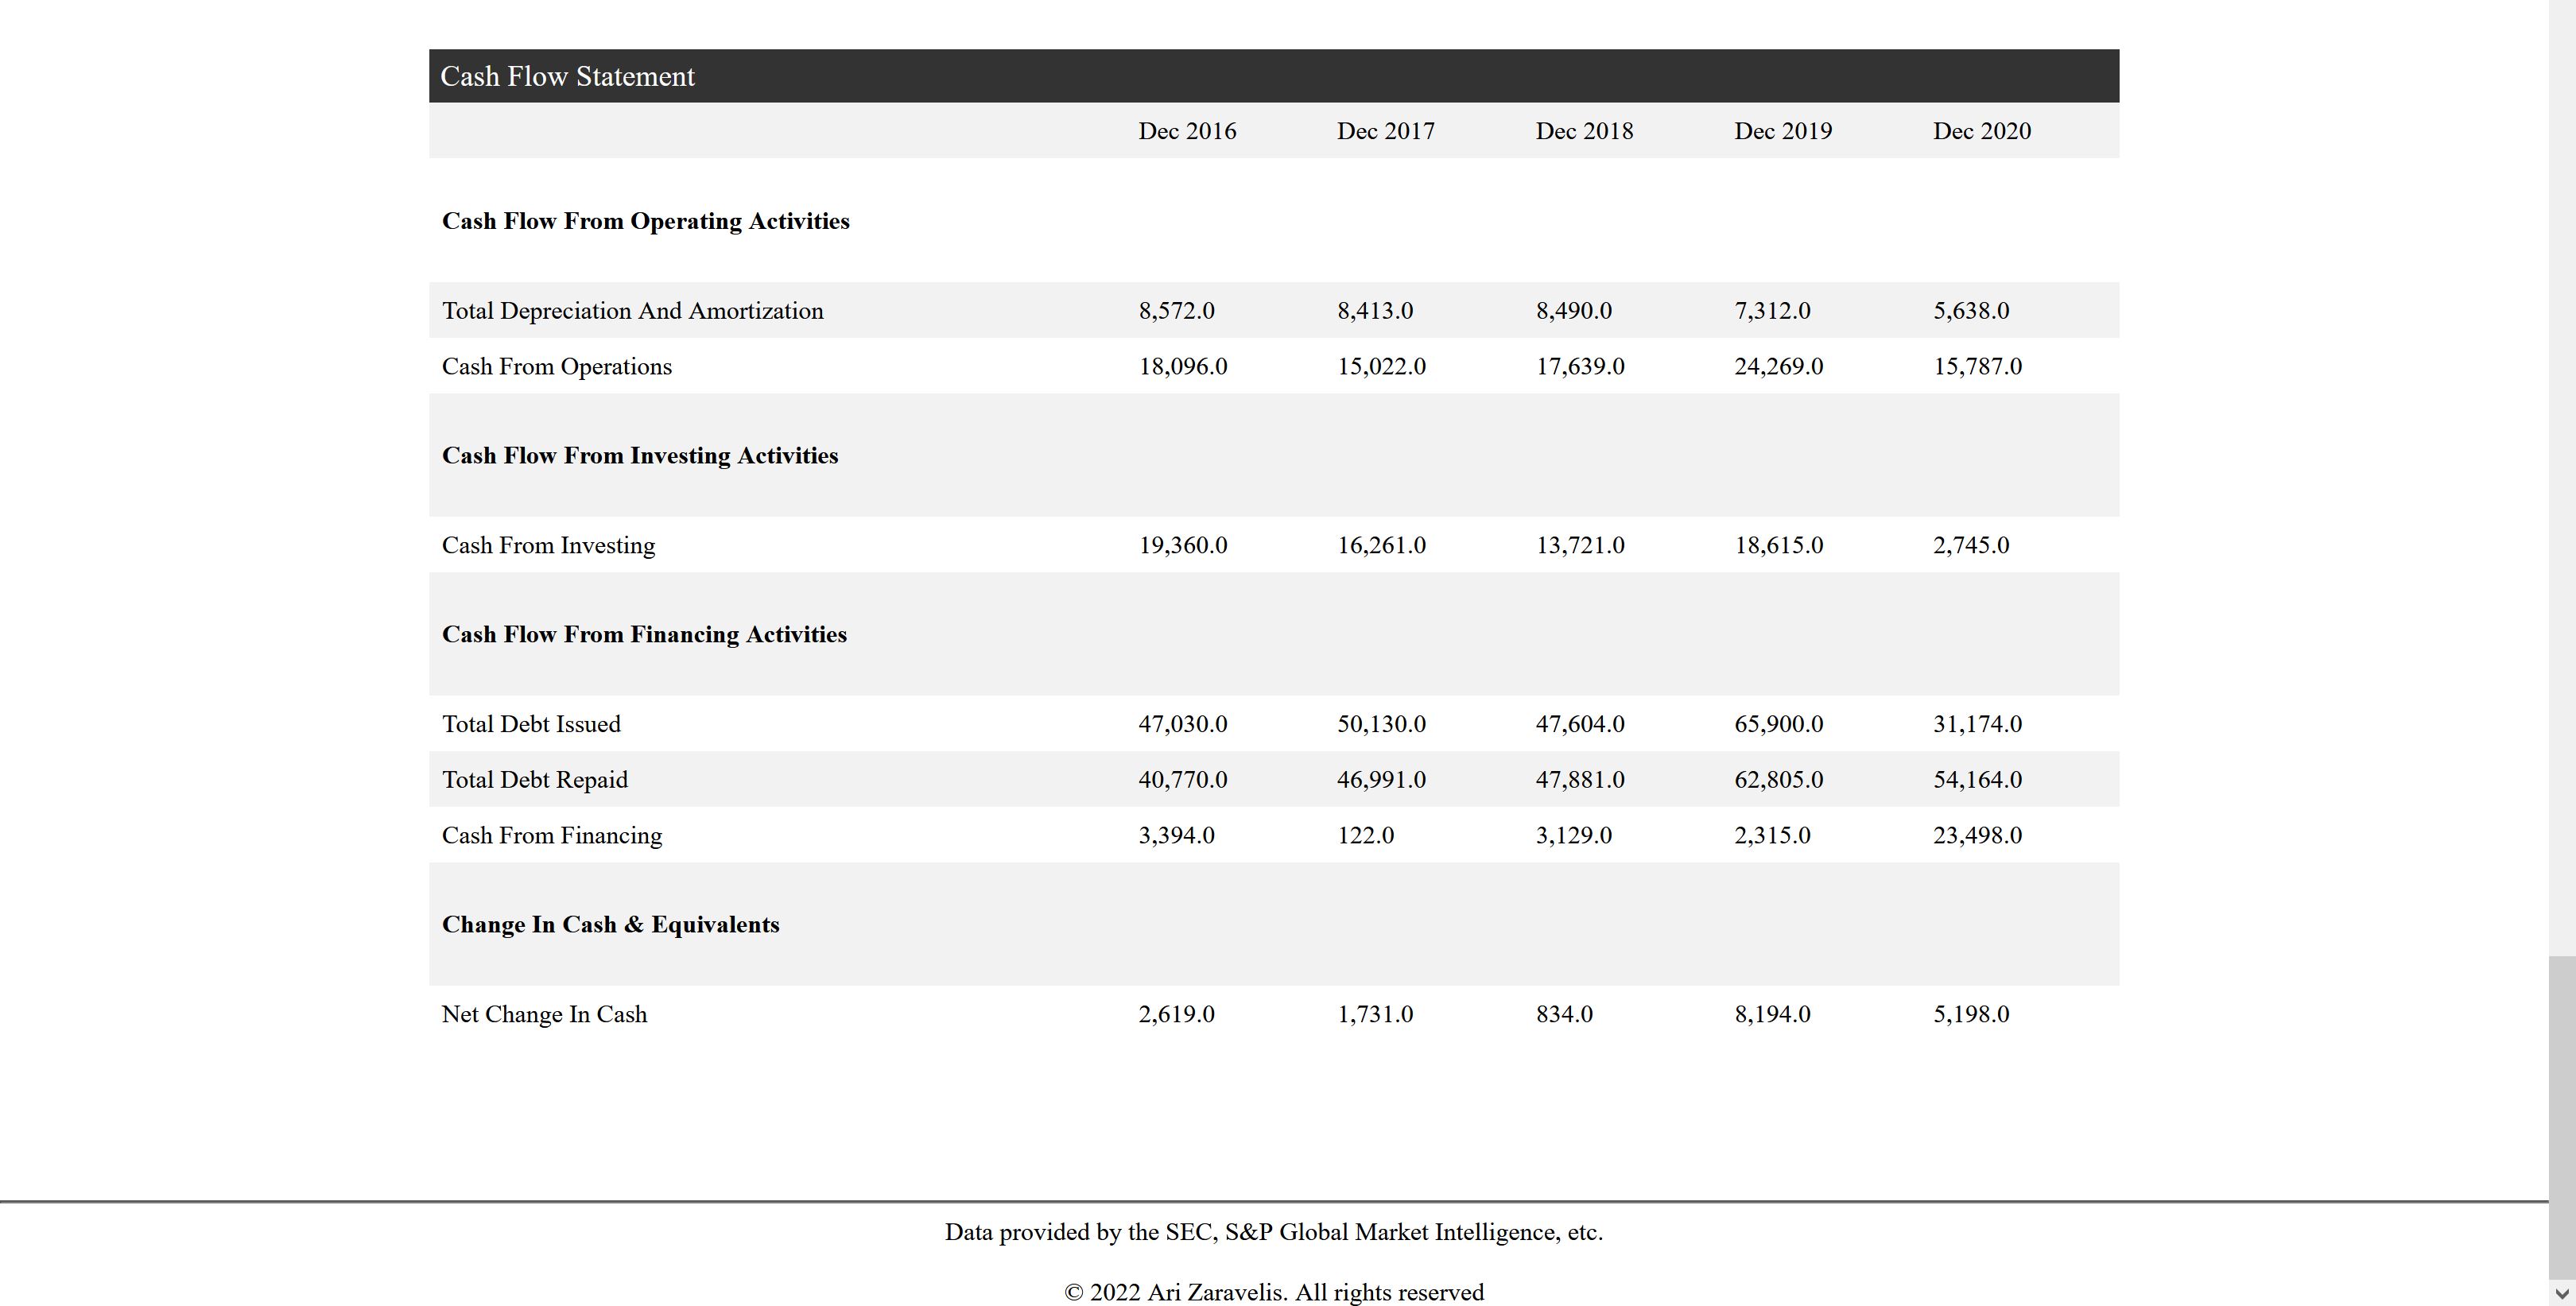 Cash Flow Statement
Dec 2016 Dec 2017 Dec 2018 Dec 2019 Dec 2020
Cash Flow From Operating Activities
Total Depreciation And Amortization 8,572.0 8,413.0 8,490.0 7,312.0 5,638.0
Cash From Operations 18,096.0 15,022.0 17,639.0 24,269.0 15,787.0
Cash Flow From Investing Activities
Cash From Investing 19,360.0 16,261.0 13,721.0 18,615.0 2,745.0
Cash Flow From Financing Activities
Total Debt Issued 47,030.0 50,130.0 47,604.0 65,900.0 31,174.0
Total Debt Repaid 40,770.0 46,991.0 47,881.0 62,805.0 54,164.0
Cash From Financing 3,394.0 122.0 3,129.0 2,315.0 23,498.0
Change In Cash & Equivalents
Net Change In Cash 2,619.0 1,731.0 834.0 8,194.0 5,198.0
Data provided by the SEC, S&P Global Market Intelligence, etc.
© 2022 Ari Zaravelis. All rights reserved